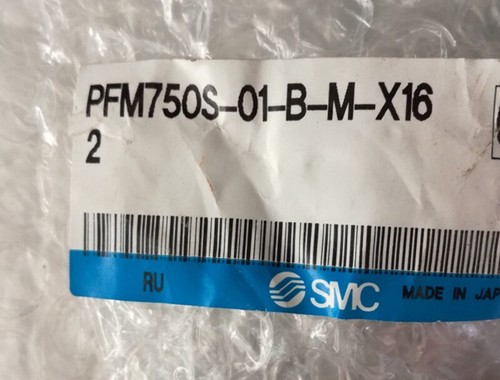 PFM750S-01-B-M-X16
2
RU
SMC MADE IN JAP